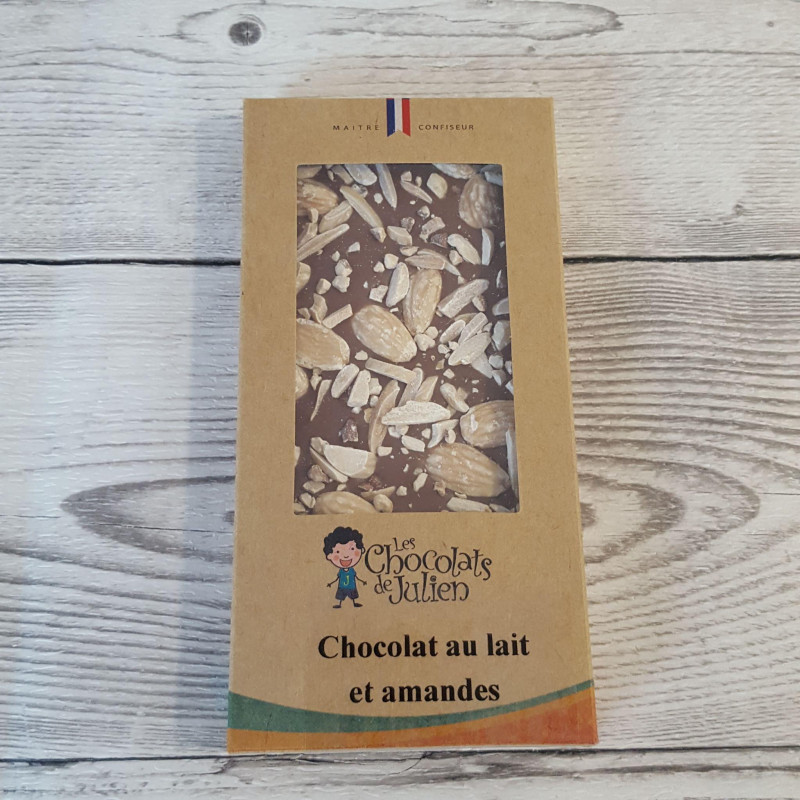 MAITRE CONFISEUR
Les
Chocolats
de Julien
J
Chocolat au lait
et amandes